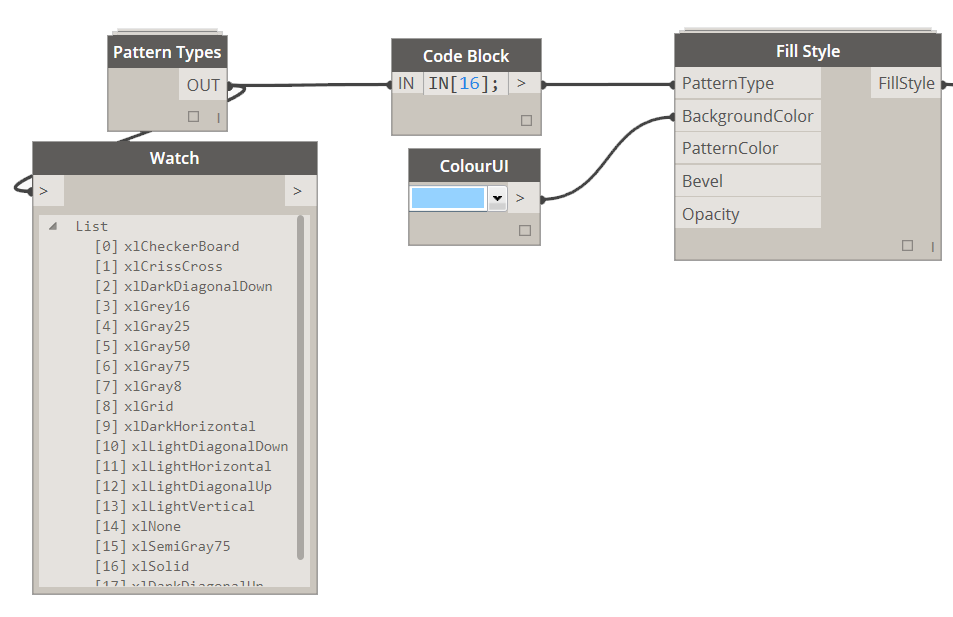 Pattern Types
OUT
Code Block
IN IN[16]; >
Fill Style
PatternType
BackgroundColor
PatternColor
Bevel
Opacity
FillStyle
ColourUI
>
Watch
> >
List
[0] xlCheckerBoard
[1] xlCrissCross
[2] xlDarkDiagonalDown
[3] xlGrey16
[4] xlGray25
[5] xlGray50
[6] xlGray75
[7] xlGray8
[8] xlGrid
[9] xlDarkHorizontal
[10] xlLightDiagonalDown
[11] xlLightHorizontal
[12] xlLightDiagonalUp
[13] xlLightVertical
[14] xlNone
[15] xlSemiGray75
[16] xlSolid
[17] xlDarkDiagonalUp